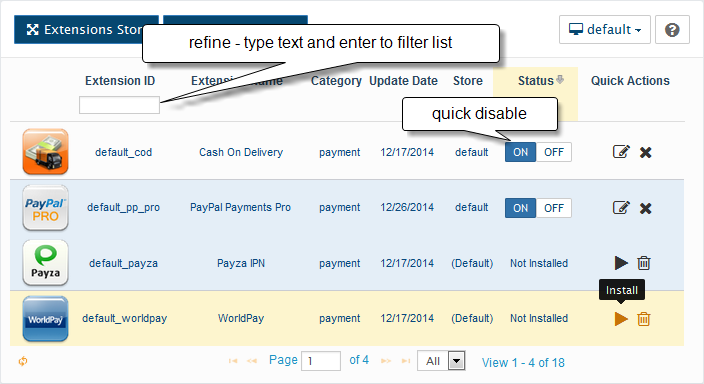 Extensions Stor
default
?
refine - type text and enter to filter list
Extension ID Exten me Category Update Date Store Status Quick Actions
quick disable
default_cod Cash On Delivery payment 12/17/2014 default ON OFF
PayPal PRO default_pp_pro PayPal Payments Pro payment 12/26/2014 default ON OFF
Payza default_payza Payza IPN payment 12/17/2014 (Default) Not Installed
Install
WorldPay default_worldpay WorldPay payment 12/17/2014 (Default) Not Installed
Page 1 of 4 All View 1 - 4 of 18